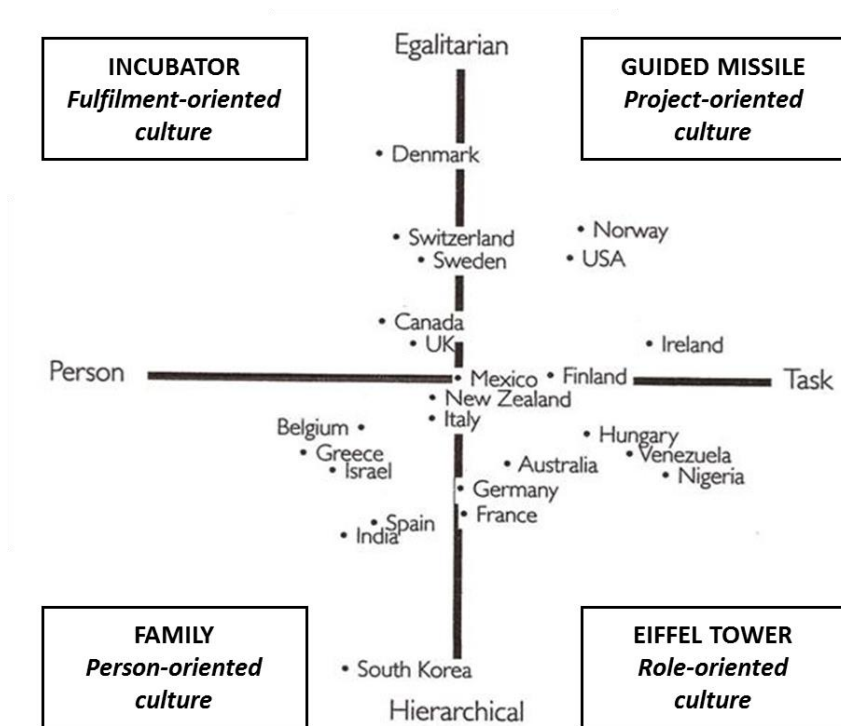 Egalitarian
INCUBATOR
Fulfilment-oriented
culture
GUIDED MISSILE
Project-oriented
culture
Denmark
Switzerland
Sweden
Norway
USA
Canada
UK
Ireland
Person
Mexico
Finland
Task
New Zealand
Italy
Belgium
Greece
Israel
Hungary
Venezuela
Nigeria
Australia
Germany
France
Spain
India
FAMILY
Person-oriented
culture
EIFFEL TOWER
Role-oriented
culture
South Korea
Hierarchical